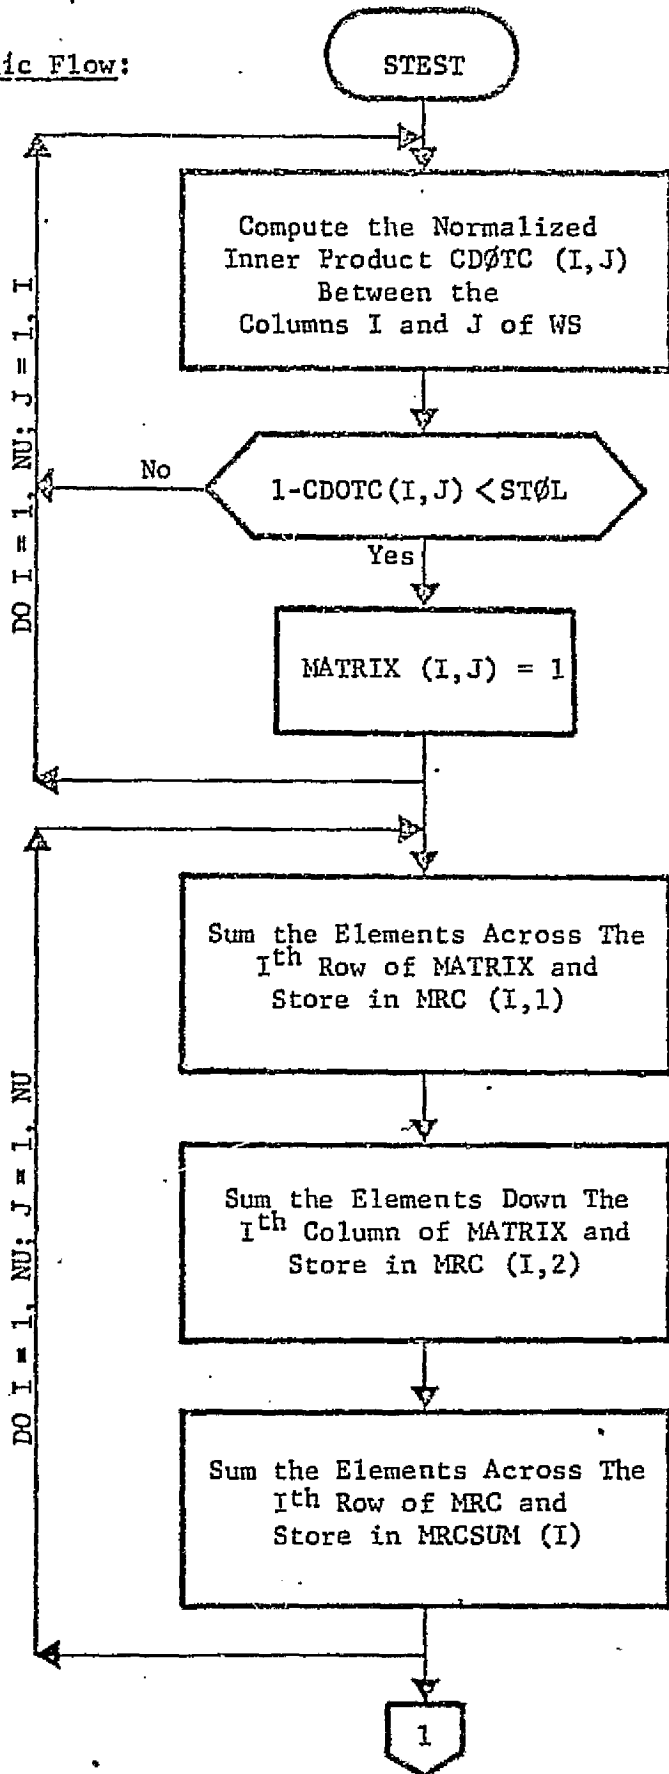 ic Flow:
STEST
Compute the Normalized
Inner Product CDØTC (I,J)
Between the
Columns I and J of WS
DO I = 1, NU; J = 1, I
No
1-CDOTC(I,J) < STØL
Yes
MATRIX (I,J) = 1
Sum the Elements Across The
Ith Row of MATRIX and
Store in MRC (I,1)
DO I = 1, NU; J = 1, NU
Sum the Elements Down The
Ith Column of MATRIX and
Store in MRC (I,2)
Sum the Elements Across The
Ith Row of MRC and
Store in MRCSUM (I)
1